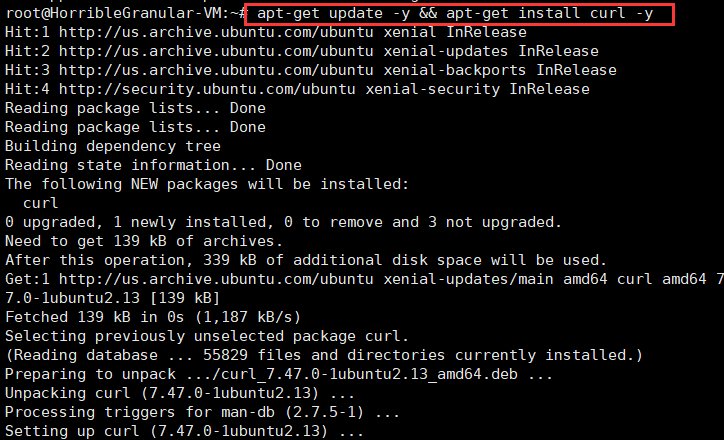 root@HorribleGranular-VM:~# apt-get update -y && apt-get install curl -y
Hit:1 http://us.archive.ubuntu.com/ubuntu xenial InRelease
Hit:2 http://us.archive.ubuntu.com/ubuntu xenial-updates InRelease
Hit:3 http://us.archive.ubuntu.com/ubuntu xenial-backports InRelease
Hit:4 http://security.ubuntu.com/ubuntu xenial-security InRelease
Reading package lists... Done
Reading package lists... Done
Building dependency tree
Reading state information... Done
The following NEW packages will be installed:
  curl
0 upgraded, 1 newly installed, 0 to remove and 3 not upgraded.
Need to get 139 kB of archives.
After this operation, 339 kB of additional disk space will be used.
Get:1 http://us.archive.ubuntu.com/ubuntu xenial-updates/main amd64 curl amd64 7
7.0-1ubuntu2.13 [139 kB]
Fetched 139 kB in 0s (1,187 kB/s)
Selecting previously unselected package curl.
(Reading database ... 55829 files and directories currently installed.)
Preparing to unpack .../curl_7.47.0-1ubuntu2.13_amd64.deb ...
Unpacking curl (7.47.0-1ubuntu2.13) ...
Processing triggers for man-db (2.7.5-1) ...
Setting up curl (7.47.0-1ubuntu2.13) ...